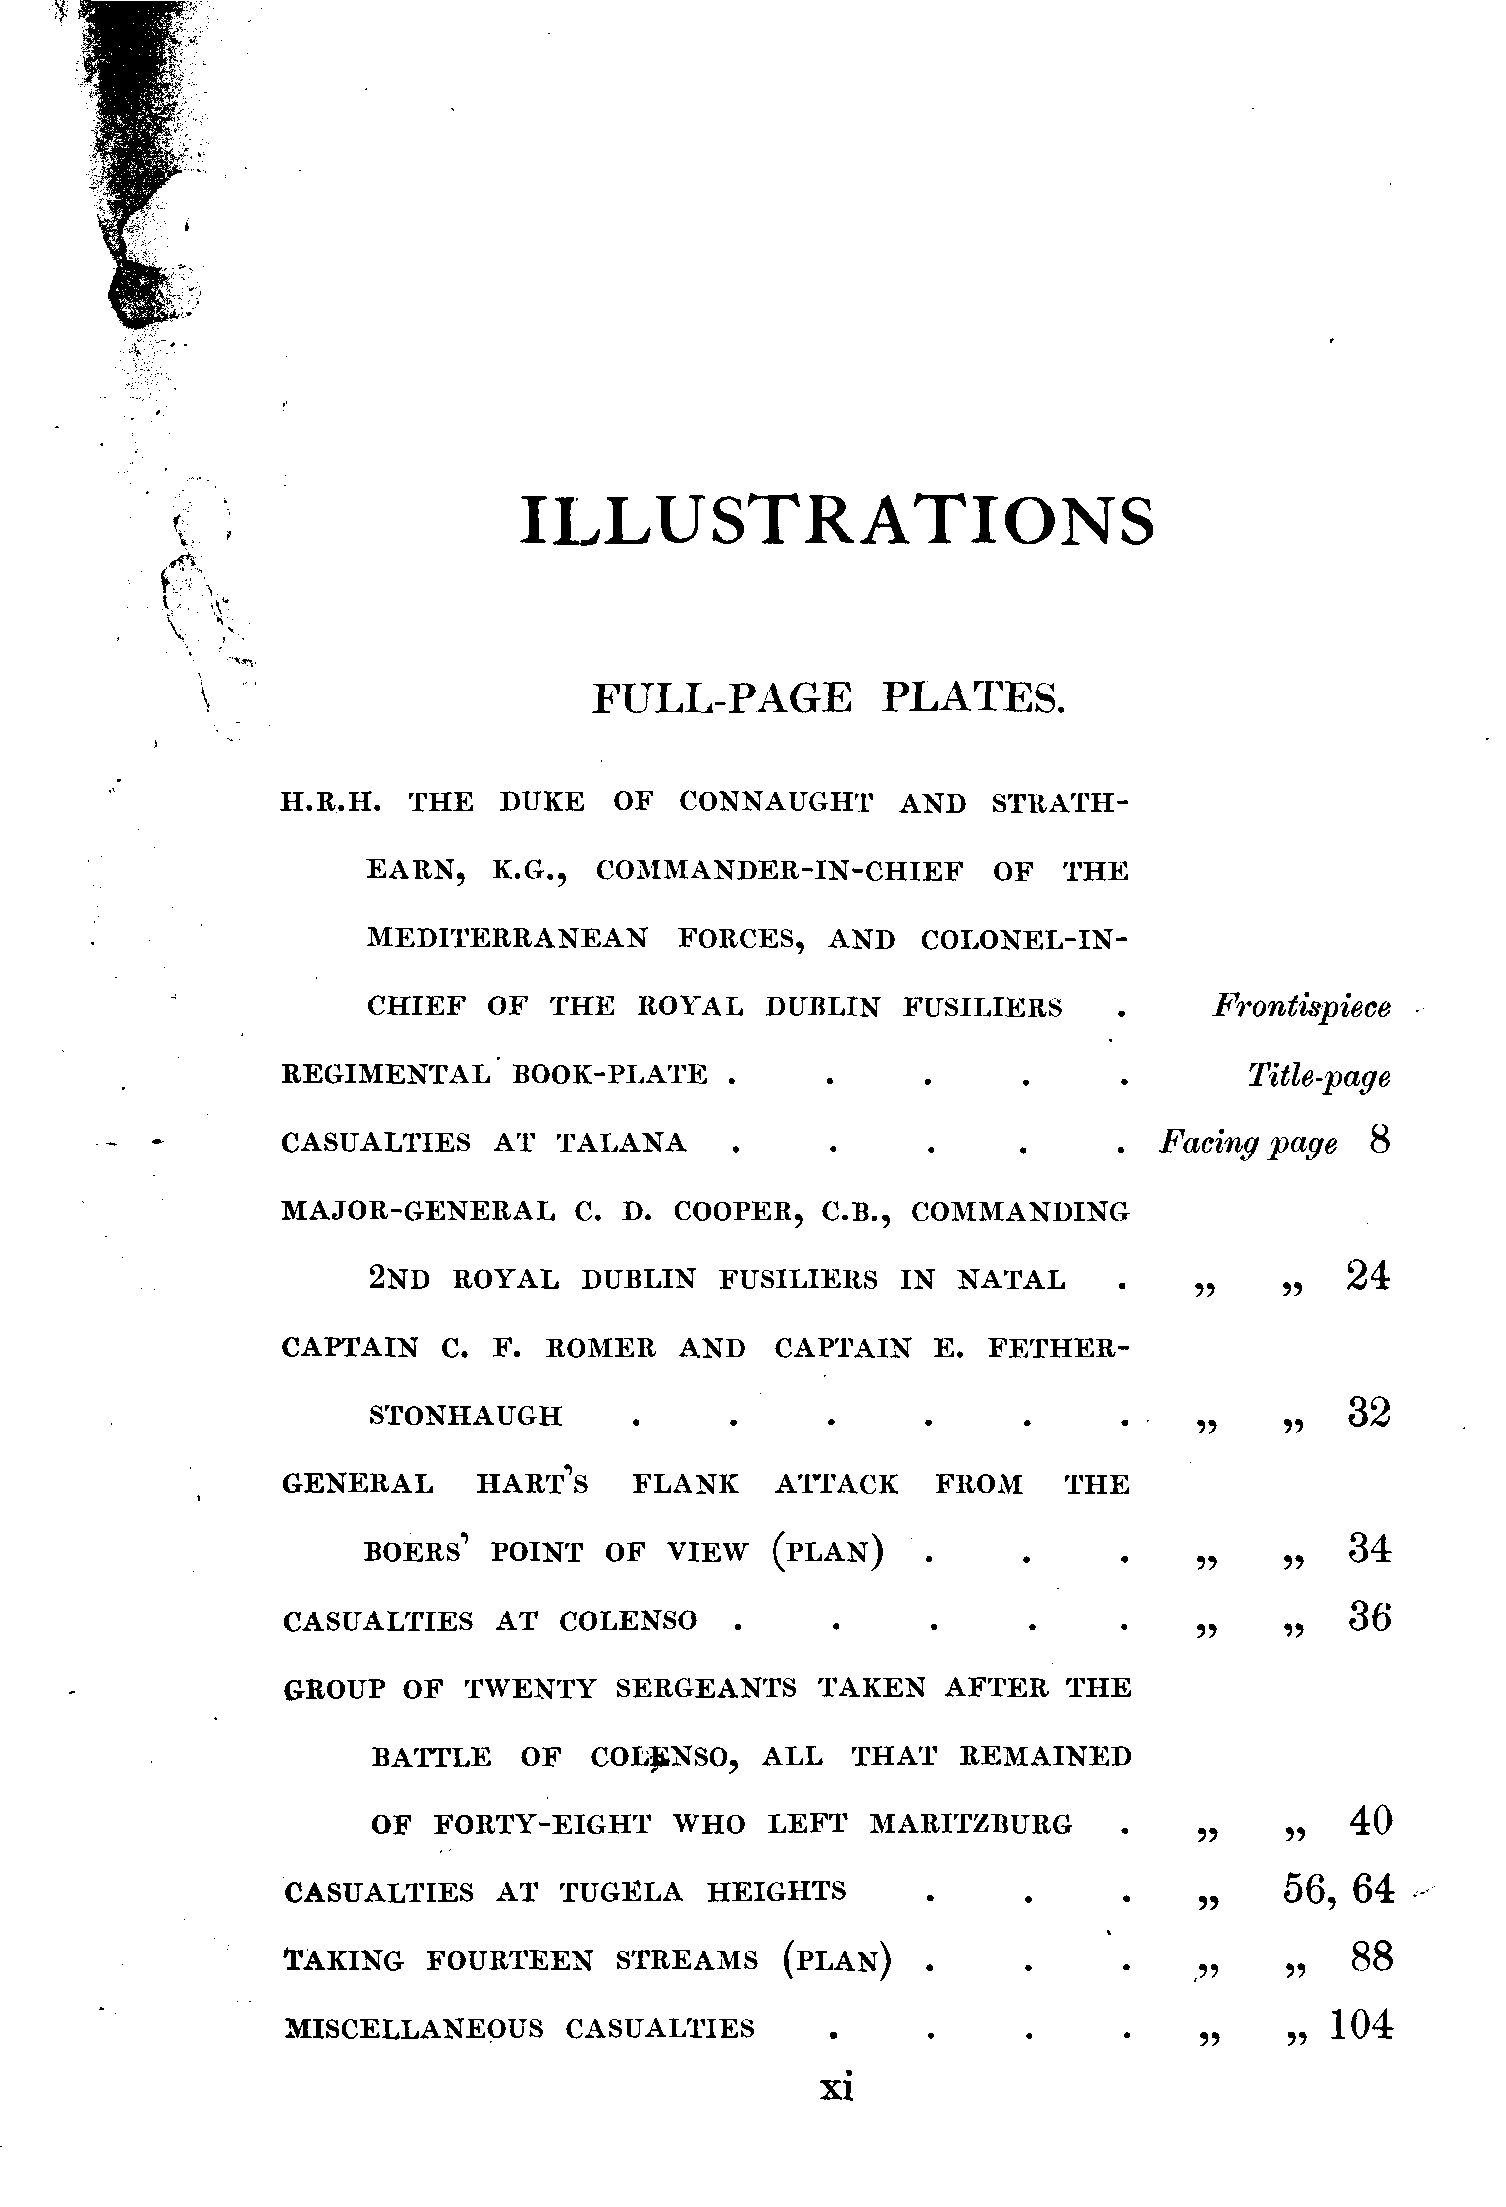 ILLUSTRATIONS
FULL-PAGE PLATES.
H.R.H. THE DUKE OF CONNAUGHT AND STRATH-
EARN, K.G., COMMANDER-IN-CHIEF OF THE
MEDITERRANEAN FORCES, AND COLONEL-IN-
CHIEF OF THE ROYAL DUBLIN FUSILIERS . Frontispiece
REGIMENTAL BOOK-PLATE . . . . . Title-page
CASUALTIES AT TALANA . . . . . Facing page 8
MAJOR-GENERAL C. D. COOPER, C.B., COMMANDING
2ND ROYAL DUBLIN FUSILIERS IN NATAL . „ „ 24
CAPTAIN C. F. ROMER AND CAPTAIN E. FETHER-
STONHAUGH . . . . . . „ „ 32
GENERAL HART'S FLANK ATTACK FROM THE
BOERS' POINT OF VIEW (PLAN) . . . „ „ 34
CASUALTIES AT COLENSO . . . . . „ „ 36
GROUP OF TWENTY SERGEANTS TAKEN AFTER THE
BATTLE OF COLENSO, ALL THAT REMAINED
OF FORTY-EIGHT WHO LEFT MARITZBURG . „ „ 40
CASUALTIES AT TUGELA HEIGHTS . . . „ 56, 64
TAKING FOURTEEN STREAMS (PLAN) . . . „ „ 88
MISCELLANEOUS CASUALTIES . . . . „ „ 104
xi